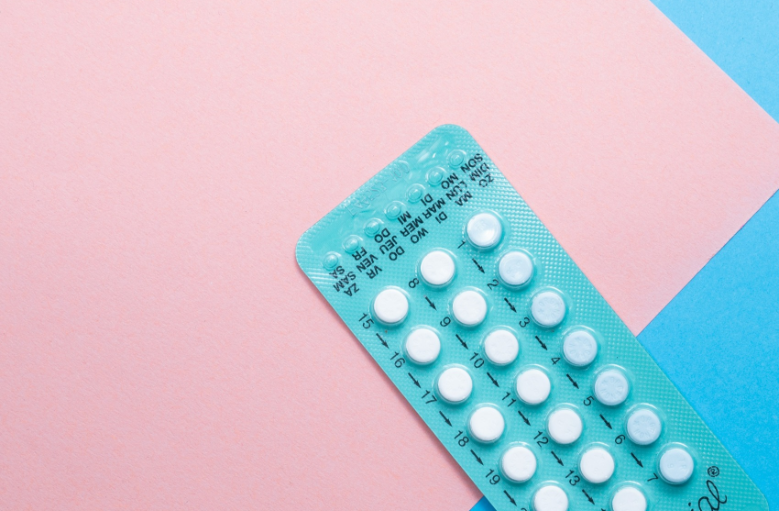 SON MO DI MI DO FR SA
DIM LUN MAR MER JEU VEN SAM
ZO MA DI WO DO VR ZA
1 → 2 → 3 → 4 → 5 → 6 → 7
8 → 9 → 10 → 11 → 12 → 13 →
15 → 16 → 17 → 18 → 19 →
®